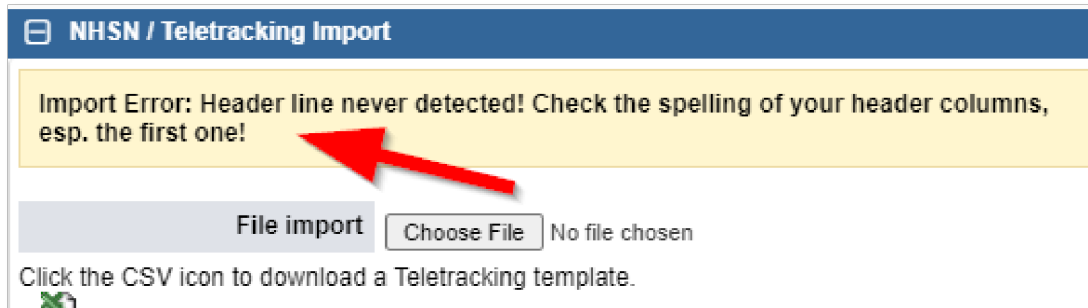 NHSN / Teletracking Import
Import Error: Header line never detected! Check the spelling of your header columns,
esp. the first one!
File import Choose File No file chosen
Click the CSV icon to download a Teletracking template.